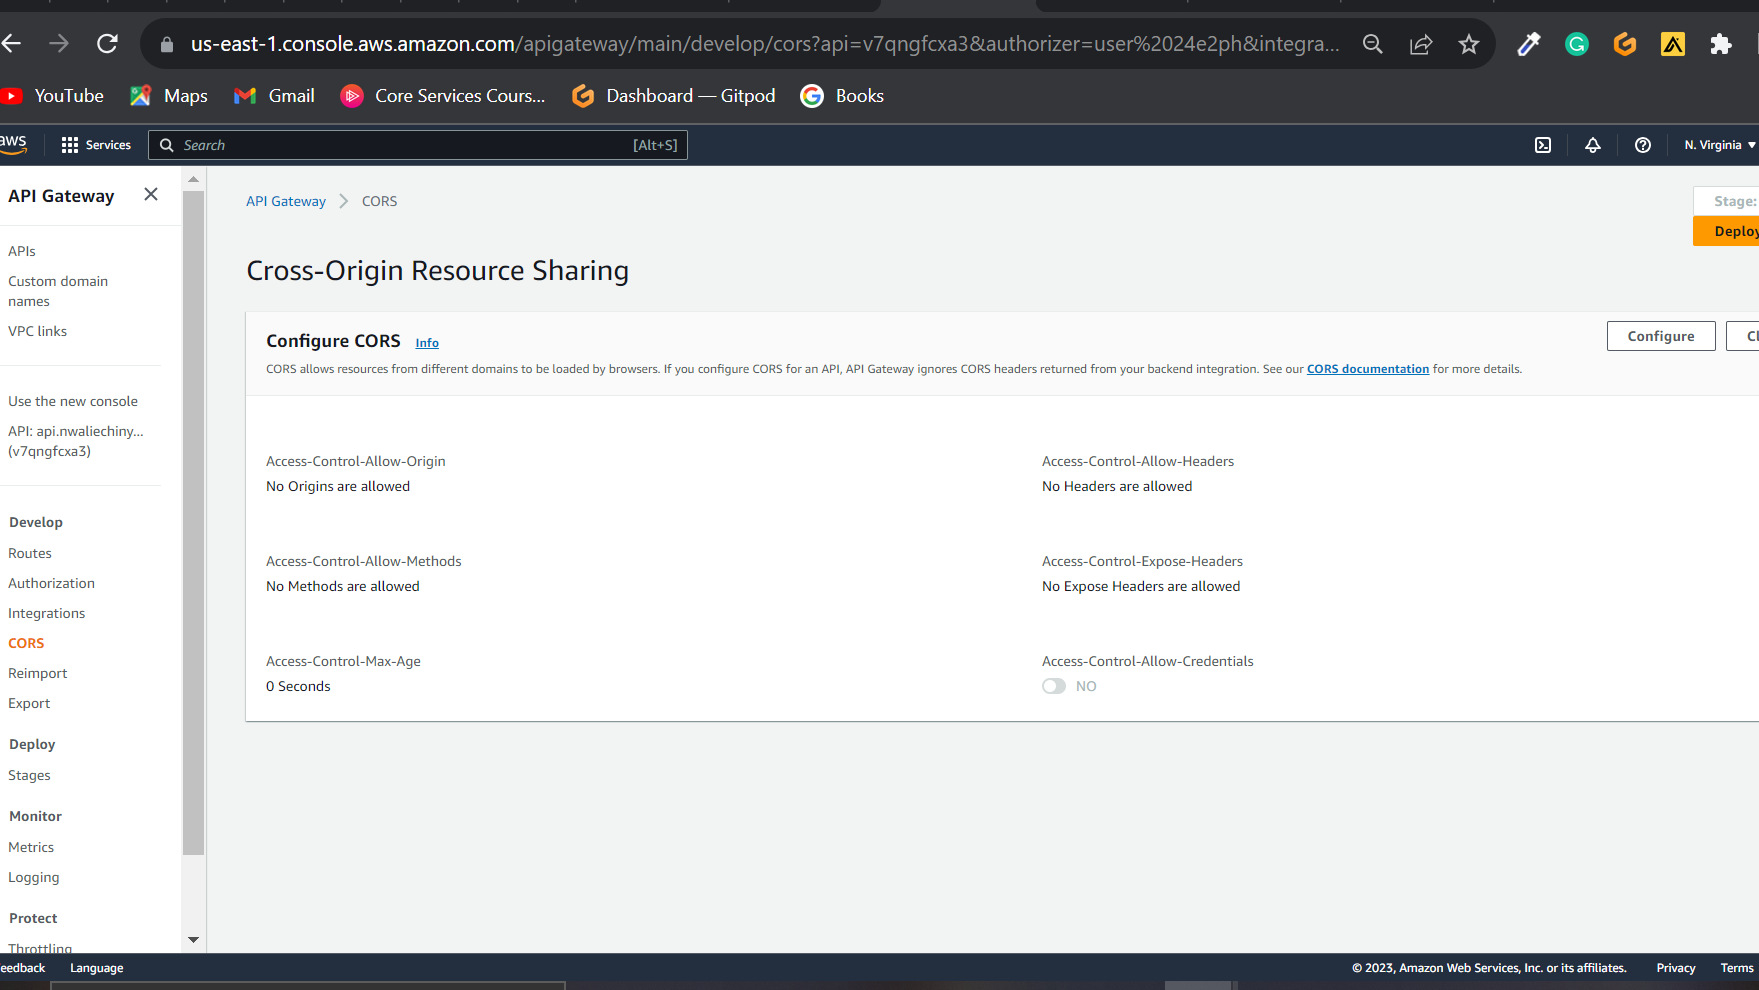 us-east-1.console.aws.amazon.com/apigateway/main/develop/cors?api=v7qngfcxa3&authorizer=user%2024e2ph&integra...
YouTube Maps Gmail Core Services Cours... Dashboard — Gitpod Books
aws Services Search [Alt+S] N. Virginia
API Gateway
APIs
Custom domain
names
VPC links
Use the new console
API: api.nwaliechiny...
(v7qngfcxa3)
Develop
Routes
Authorization
Integrations
CORS
Reimport
Export
Deploy
Stages
Monitor
Metrics
Logging
Protect
Throttling
API Gateway CORS
Stage:
Deploy
Cross-Origin Resource Sharing
Configure CORS Info
Configure Cl
CORS allows resources from different domains to be loaded by browsers. If you configure CORS for an API, API Gateway ignores CORS headers returned from your backend integration. See our CORS documentation for more details.
Access-Control-Allow-Origin
No Origins are allowed
Access-Control-Allow-Headers
No Headers are allowed
Access-Control-Allow-Methods
No Methods are allowed
Access-Control-Expose-Headers
No Expose Headers are allowed
Access-Control-Max-Age
0 Seconds
Access-Control-Allow-Credentials
NO
eedback Language © 2023, Amazon Web Services, Inc. or its affiliates. Privacy Terms